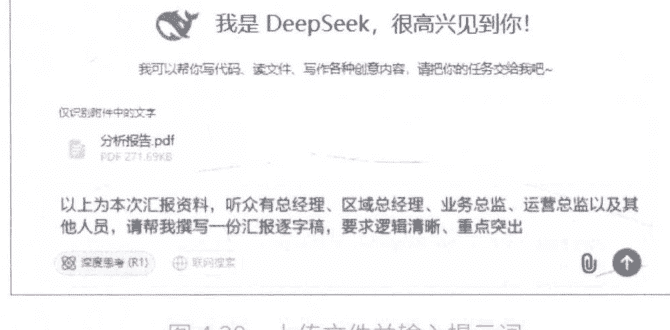 我是 DeepSeek，很高兴见到你！
我可以帮你写代码、读文件、写作各种创意内容，请把你的任务交给我吧~
仅识别附件中的文字
分析报告.pdf
PDF 271.69KB
以上为本次汇报资料，听众有总经理、区域总经理、业务总监、运营总监以及其
他人员，请帮我撰写一份汇报逐字稿，要求逻辑清晰、重点突出
深度思考 (R1)
联网搜索